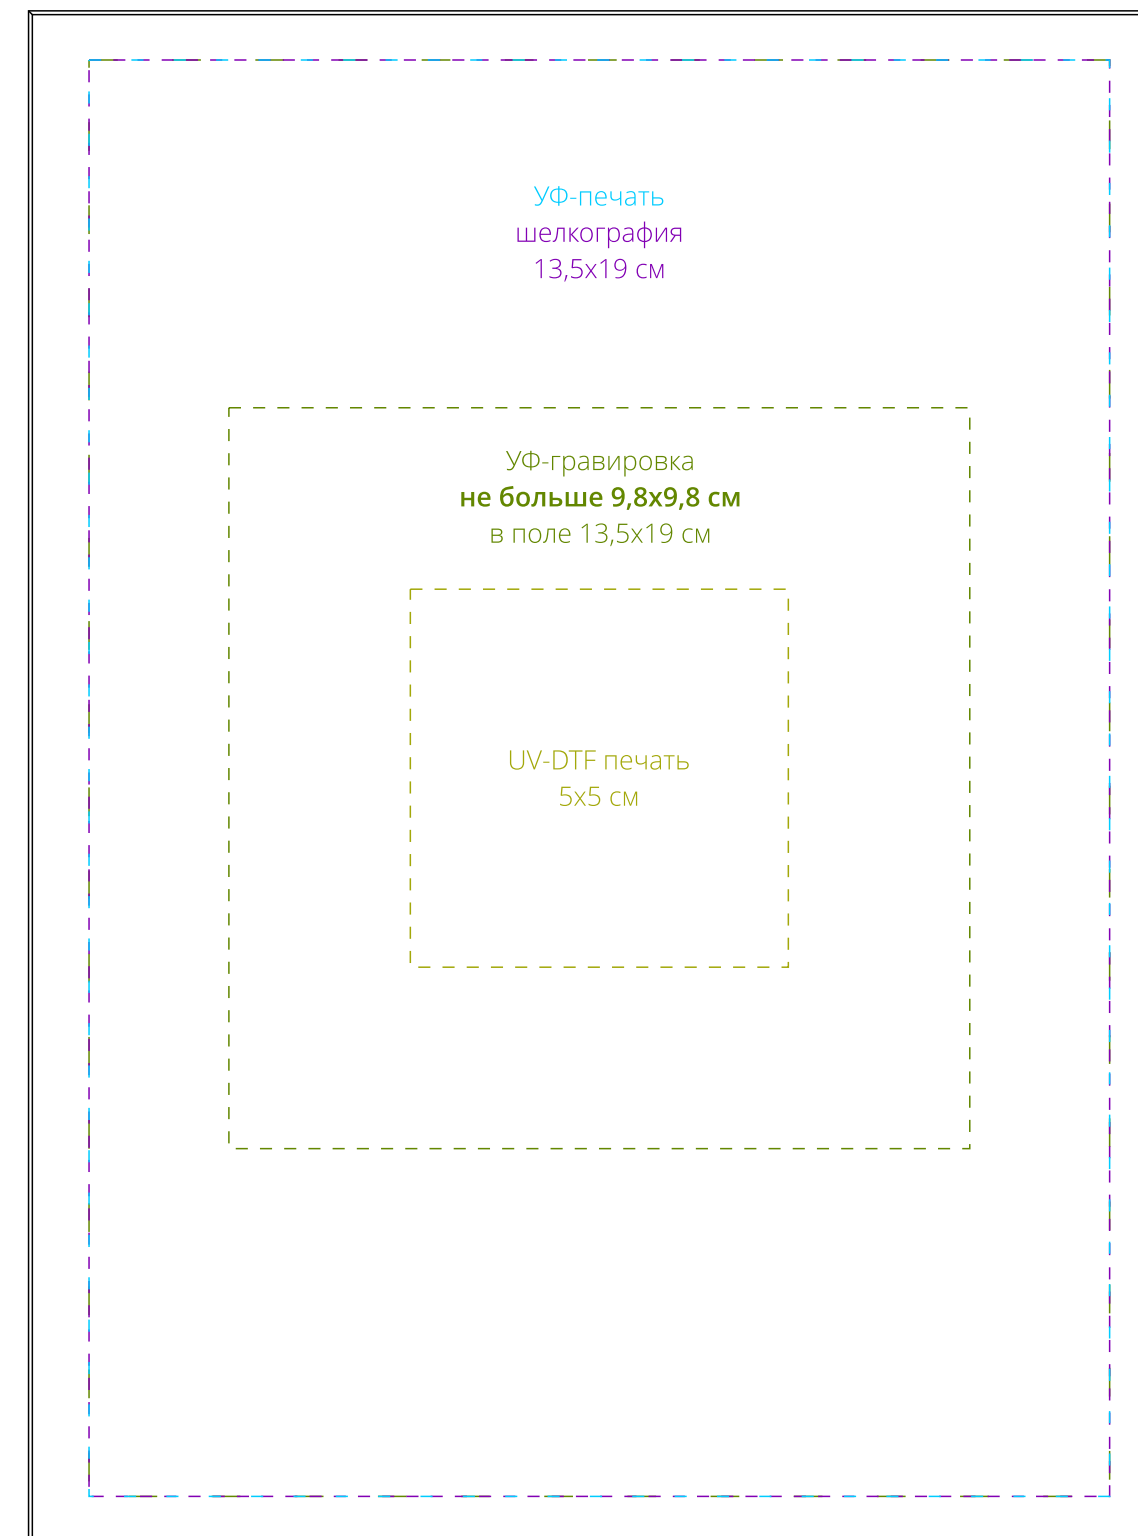 УФ-печать
шелкография
13,5х19 см
УФ-гравировка
не больше 9,8х9,8 см
в поле 13,5х19 см
UV-DTF печать
5х5 см